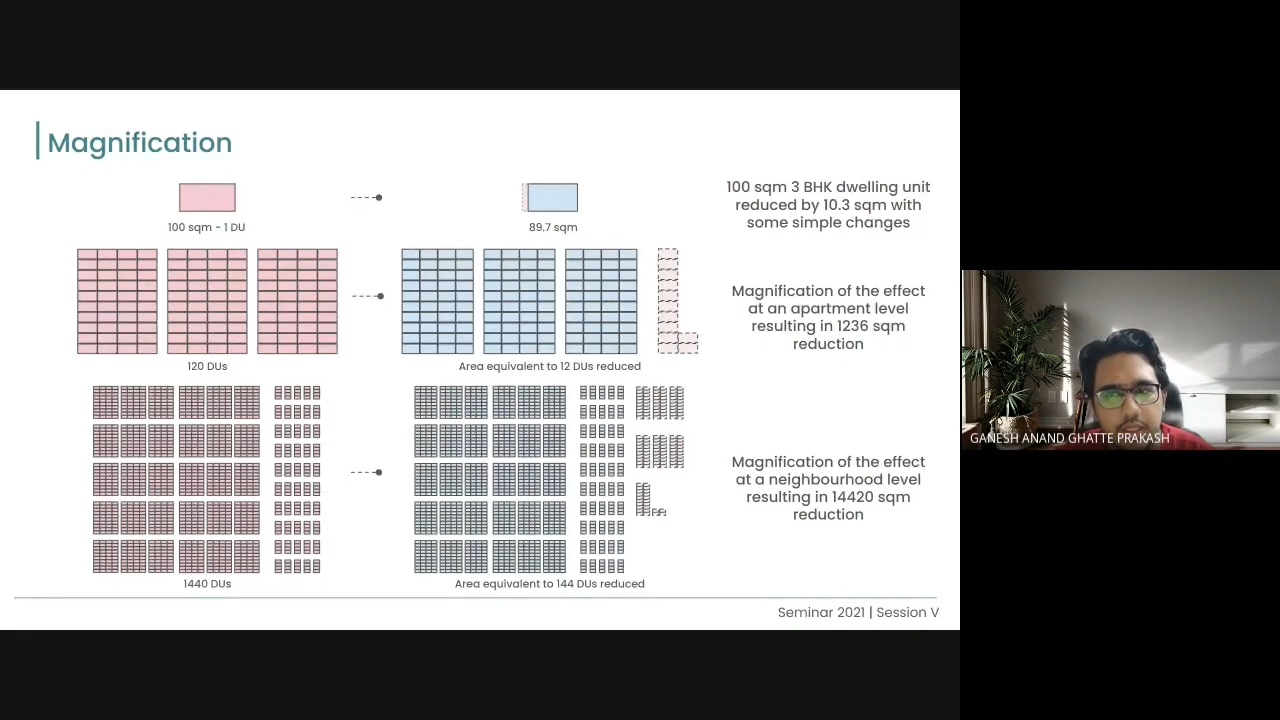 Magnification
100 sqm - 1 DU
89.7 sqm
100 sqm 3 BHK dwelling unit
reduced by 10.3 sqm with
some simple changes
120 DUs
Area equivalent to 12 DUs reduced
Magnification of the effect
at an apartment level
resulting in 1236 sqm
reduction
1440 DUs
Area equivalent to 144 DUs reduced
Magnification of the effect
at a neighbourhood level
resulting in 14420 sqm
reduction
Seminar 2021 | Session V
GANESH ANAND GHATTE PRAKASH